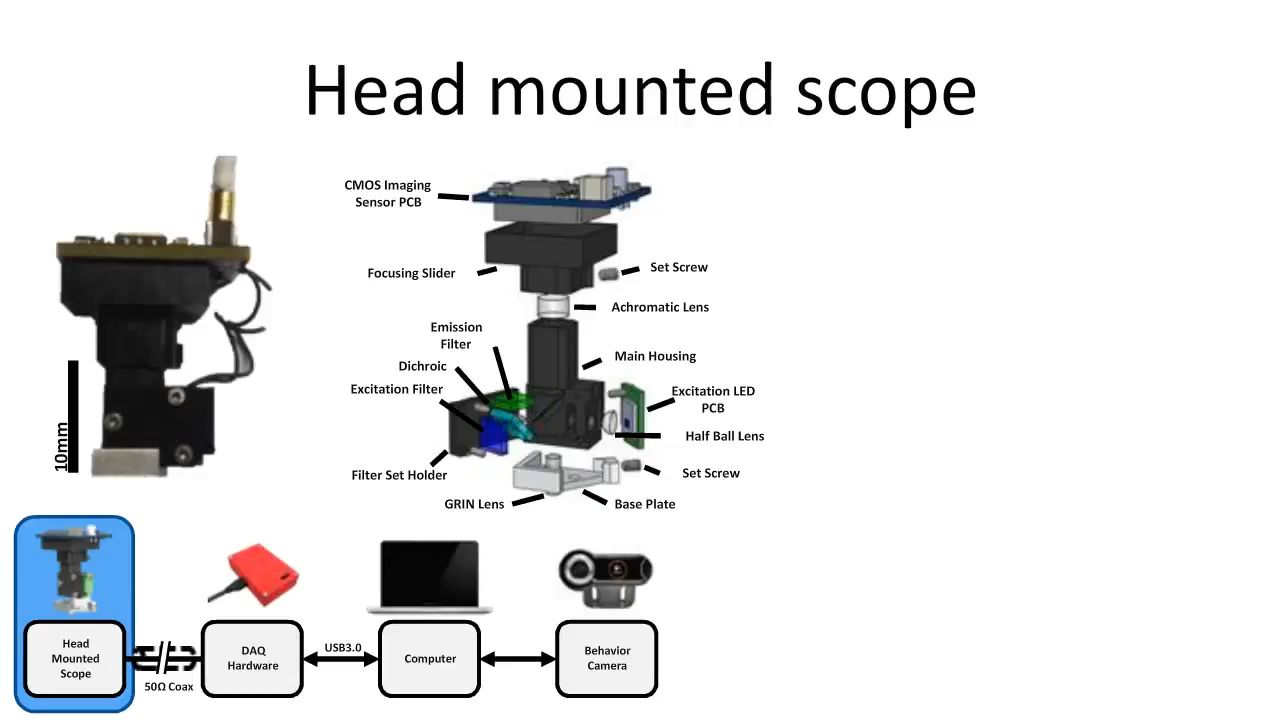 Head mounted scope
CMOS Imaging
Sensor PCB
Focusing Slider
Set Screw
Achromatic Lens
Emission
Filter
Main Housing
Dichroic
Excitation Filter
Excitation LED
PCB
Half Ball Lens
Filter Set Holder
Set Screw
GRIN Lens
Base Plate
10mm
Head
Mounted
Scope
50Ω Coax
DAQ
Hardware
USB3.0
Computer
Behavior
Camera